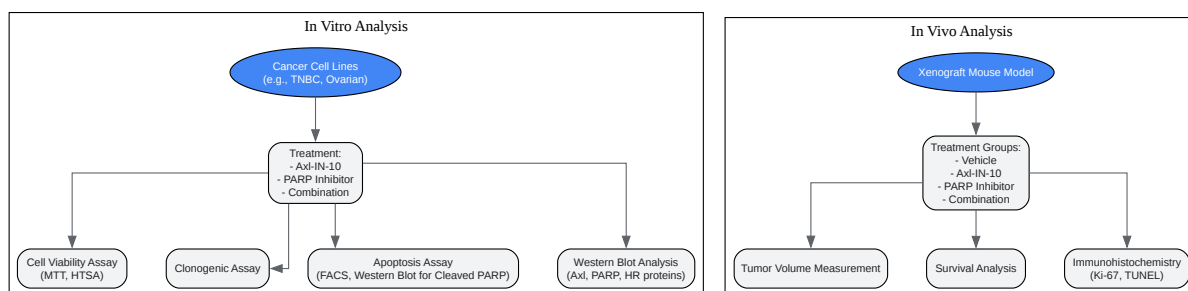 In Vitro Analysis
Cancer Cell Lines
(e.g., TNBC, Ovarian)
Treatment:
- Axl-IN-10
- PARP Inhibitor
- Combination
Cell Viability Assay
(MTT, HTSA)
Clonogenic Assay
Apoptosis Assay
(FACS, Western Blot for Cleaved PARP)
Western Blot Analysis
(Axl, PARP, HR proteins)
In Vivo Analysis
Xenograft Mouse Model
Treatment Groups:
- Vehicle
- Axl-IN-10
- PARP Inhibitor
- Combination
Tumor Volume Measurement
Survival Analysis
Immunohistochemistry
(Ki-67, TUNEL)